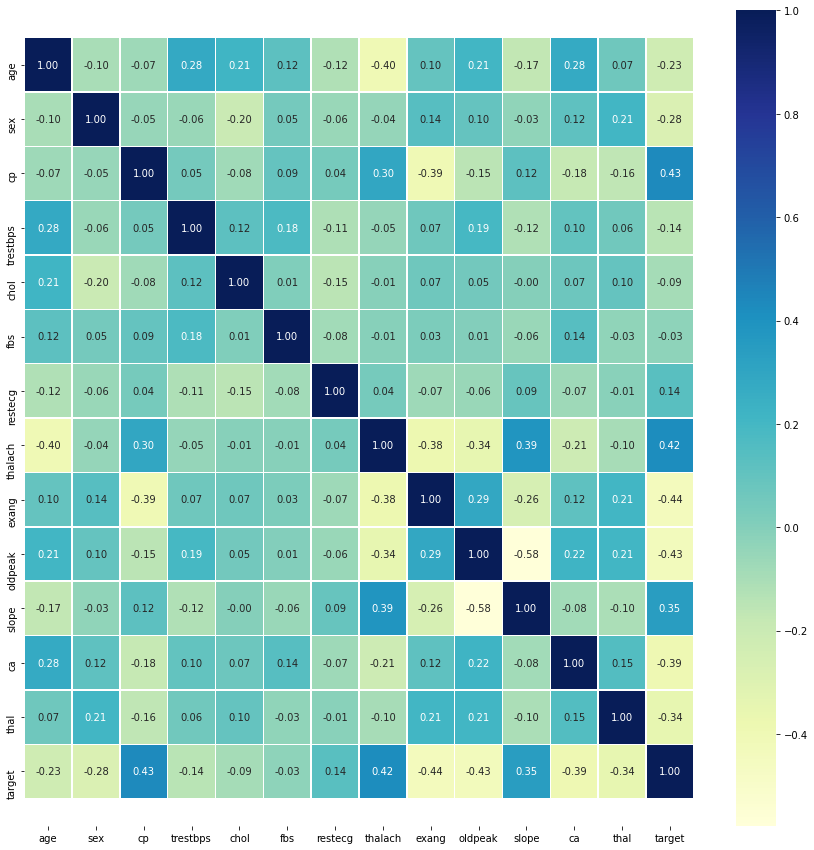 age 1.00 -0.10 -0.07 0.28 0.21 0.12 -0.12 -0.40 0.10 0.21 -0.17 0.28 0.07 -0.23
sex -0.10 1.00 -0.05 -0.06 -0.20 0.05 -0.06 -0.04 0.14 0.10 -0.03 0.12 0.21 -0.28
cp -0.07 -0.05 1.00 0.05 -0.08 0.09 0.04 0.30 -0.39 -0.15 0.12 -0.18 -0.16 0.43
trestbps 0.28 -0.06 0.05 1.00 0.12 0.18 -0.11 -0.05 0.07 0.19 -0.12 0.10 0.06 -0.14
chol 0.21 -0.20 -0.08 0.12 1.00 0.01 -0.15 -0.01 0.07 0.05 -0.00 0.07 0.10 -0.09
fbs 0.12 0.05 0.09 0.18 0.01 1.00 -0.08 -0.01 0.03 0.01 -0.06 0.14 -0.03 -0.03
restecg -0.12 -0.06 0.04 -0.11 -0.15 -0.08 1.00 0.04 -0.07 -0.06 0.09 -0.07 -0.01 0.14
thalach -0.40 -0.04 0.30 -0.05 -0.01 -0.01 0.04 1.00 -0.38 -0.34 0.39 -0.21 -0.10 0.42
exang 0.10 0.14 -0.39 0.07 0.07 0.03 -0.07 -0.38 1.00 0.29 -0.26 0.12 0.21 -0.44
oldpeak 0.21 0.10 -0.15 0.19 0.05 0.01 -0.06 -0.34 0.29 1.00 -0.58 0.22 0.21 -0.43
slope -0.17 -0.03 0.12 -0.12 -0.00 -0.06 0.09 0.39 -0.26 -0.58 1.00 -0.08 -0.10 0.35
ca 0.28 0.12 -0.18 0.10 0.07 0.14 -0.07 -0.21 0.12 0.22 -0.08 1.00 0.15 -0.39
thal 0.07 0.21 -0.16 0.06 0.10 -0.03 -0.01 -0.10 0.21 0.21 -0.10 0.15 1.00 -0.34
target -0.23 -0.28 0.43 -0.14 -0.09 -0.03 0.14 0.42 -0.44 -0.43 0.35 -0.39 -0.34 1.00
age sex cp trestbps chol fbs restecg thalach exang oldpeak slope ca thal target
1.0
0.8
0.6
0.4
0.2
0.0
−0.2
−0.4